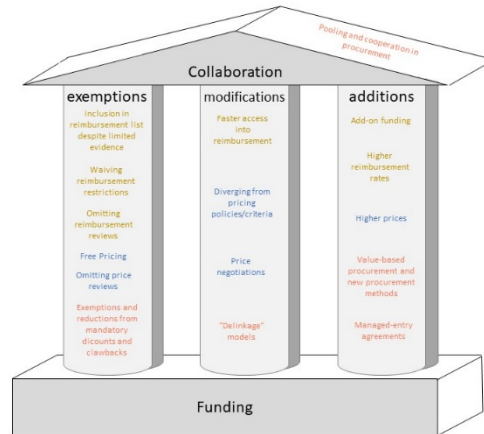 Pooling and cooperation in
procurement
Collaboration
exemptions
Inclusion in
reimbursement list
despite limited
evidence
Waiving
reimbursement
restrictions
Omitting
reimbursement
reviews
Free Pricing
Omitting price
reviews
Exemptions and
reductions from
mandatory
dicounts and
clawbacks
modifications
Faster access
into
reimbursement
Diverging from
pricing
policies/criteria
Price
negotiations
"Delinkage"
models
additions
Add-on funding
Higher
reimbursement
rates
Higher prices
Value-based
procurement and
new procurement
methods
Managed-entry
agreements
Funding